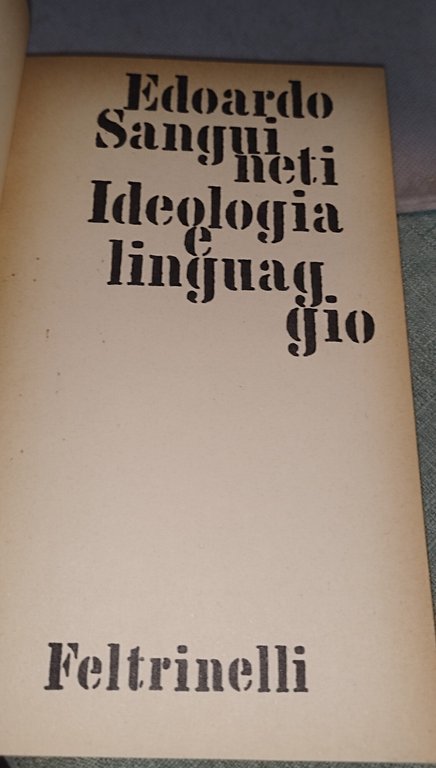 Edoardo
Sangui
neti
Ideologia
e
linguag
gio
Feltrinelli